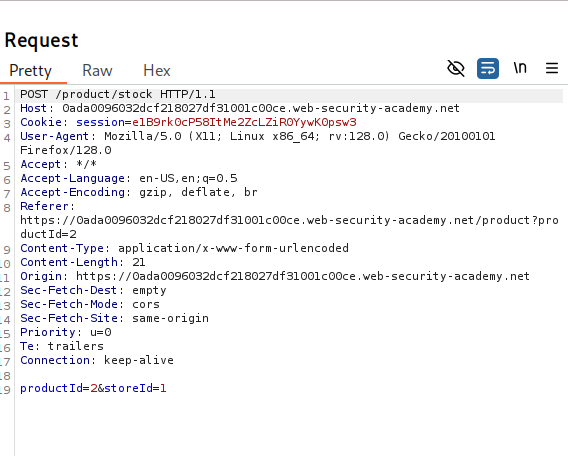 Request
Pretty Raw Hex \n
1 POST /product/stock HTTP/1.1
2 Host: 0ada0096032dcf218027df31001c00ce.web-security-academy.net
3 Cookie: session=e1B9rk0cP58ItMe2ZcLZiR0YywK0psw3
4 User-Agent: Mozilla/5.0 (X11; Linux x86_64; rv:128.0) Gecko/20100101
Firefox/128.0
5 Accept: */*
6 Accept-Language: en-US,en;q=0.5
7 Accept-Encoding: gzip, deflate, br
8 Referer:
https://0ada0096032dcf218027df31001c00ce.web-security-academy.net/product?pro
ductId=2
9 Content-Type: application/x-www-form-urlencoded
10 Content-Length: 21
11 Origin: https://0ada0096032dcf218027df31001c00ce.web-security-academy.net
12 Sec-Fetch-Dest: empty
13 Sec-Fetch-Mode: cors
14 Sec-Fetch-Site: same-origin
15 Priority: u=0
16 Te: trailers
17 Connection: keep-alive
18
19 productId=2&storeId=1